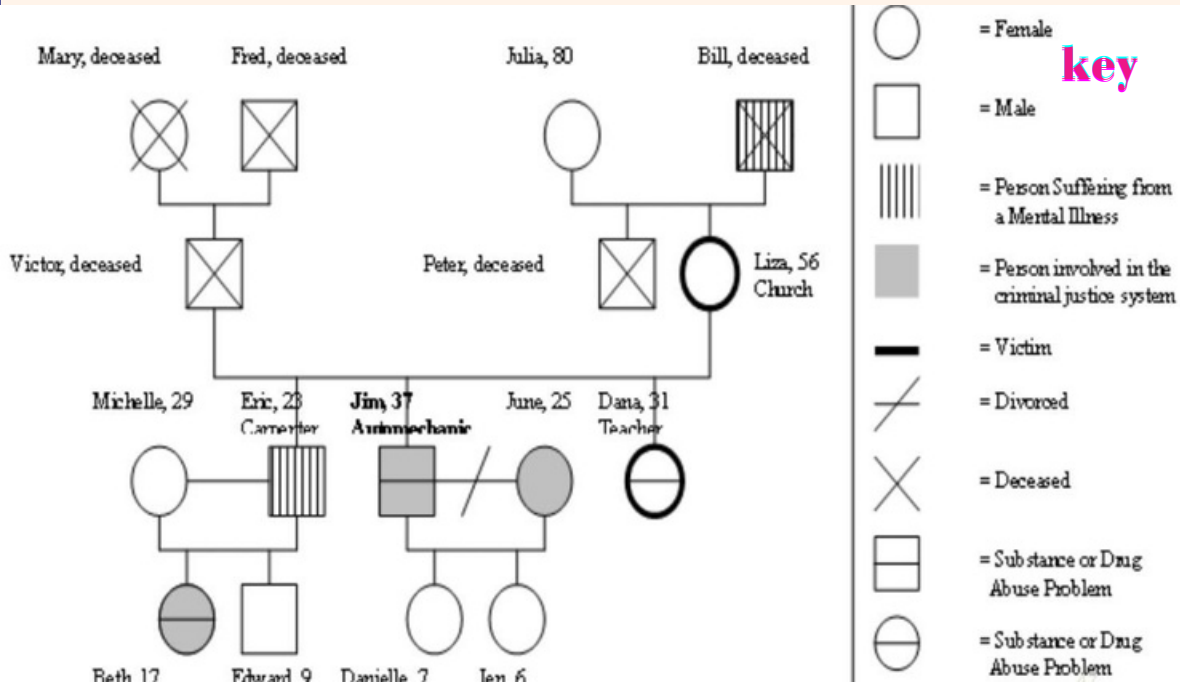 Mary, deceased
Fred, deceased
Julia, 80
Bill, deceased
Victor, deceased
Peter, deceased
Liza, 56
Church
Michelle, 29
Eric, 23
Carpenter
Jim, 37
Automechanic
June, 25
Dana, 31
Teacher
Beth, 17
Edward, 9
Danielle, 7
Jen, 6
key
= Female
= Male
= Person Suffering from
a Mental Illness
= Person involved in the
criminal justice system
= Victim
= Divorced
= Deceased
= Substance or Drug
Abuse Problem
= Substance or Drug
Abuse Problem